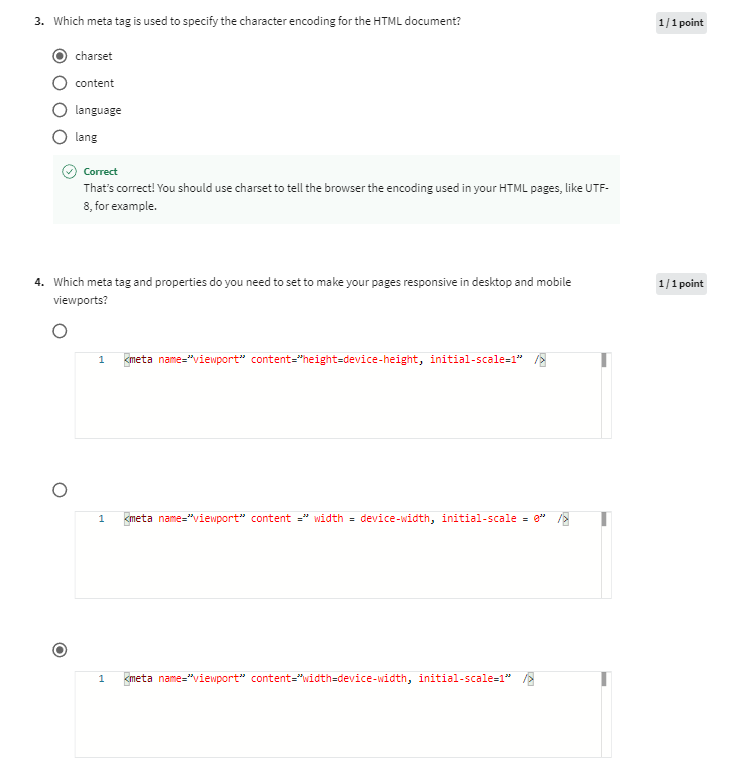 3. Which meta tag is used to specify the character encoding for the HTML document?
1 / 1 point
charset
content
language
lang
Correct
That's correct! You should use charset to tell the browser the encoding used in your HTML pages, like UTF-
8, for example.
4. Which meta tag and properties do you need to set to make your pages responsive in desktop and mobile
viewports?
1 / 1 point
1 <meta name=”viewport” content=”height=device-height, initial-scale=1” />
1 <meta name=”viewport” content =” width = device-width, initial-scale = 0” />
1 <meta name=”viewport” content=”width=device-width, initial-scale=1” />